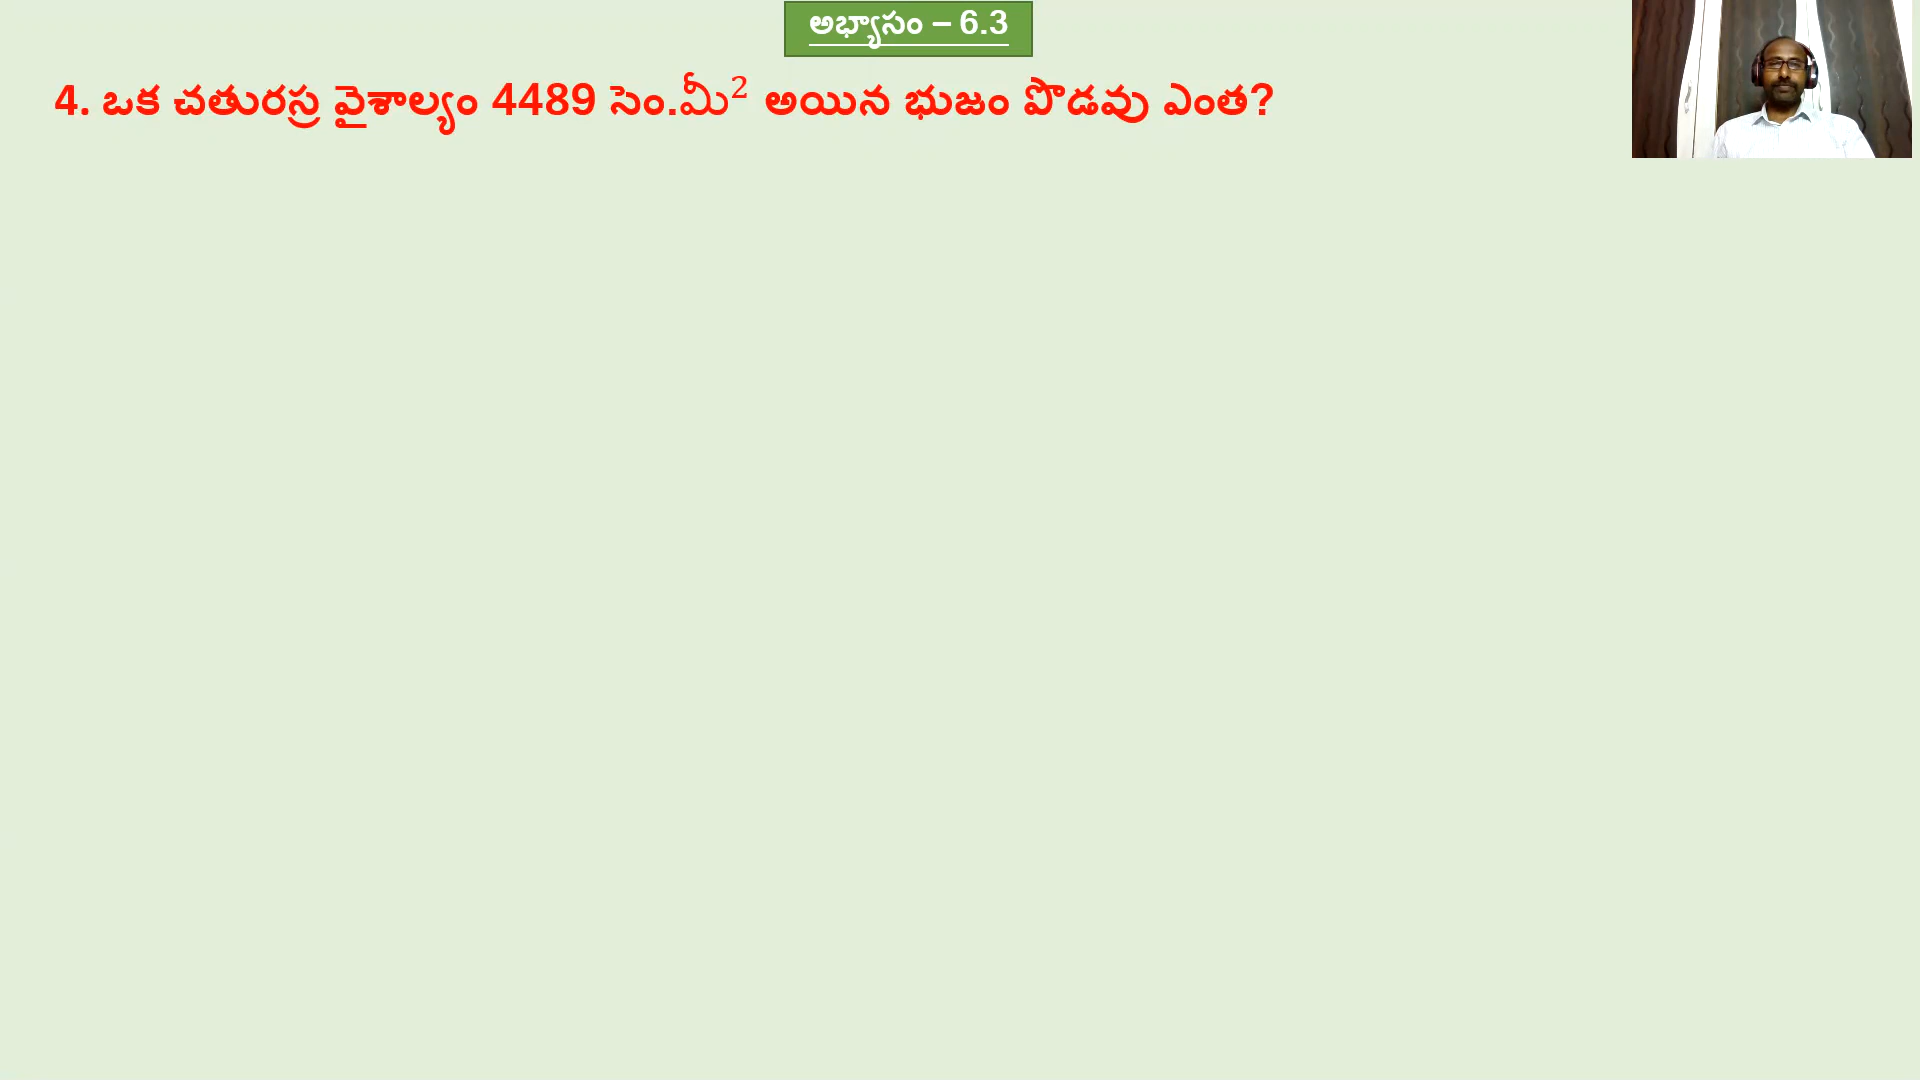 అభ్యాసం – 6.3
4. ఒక చతురస్ర వైశాల్యం 4489 సెం.మీ² అయిన భుజం పొడవు ఎంత?